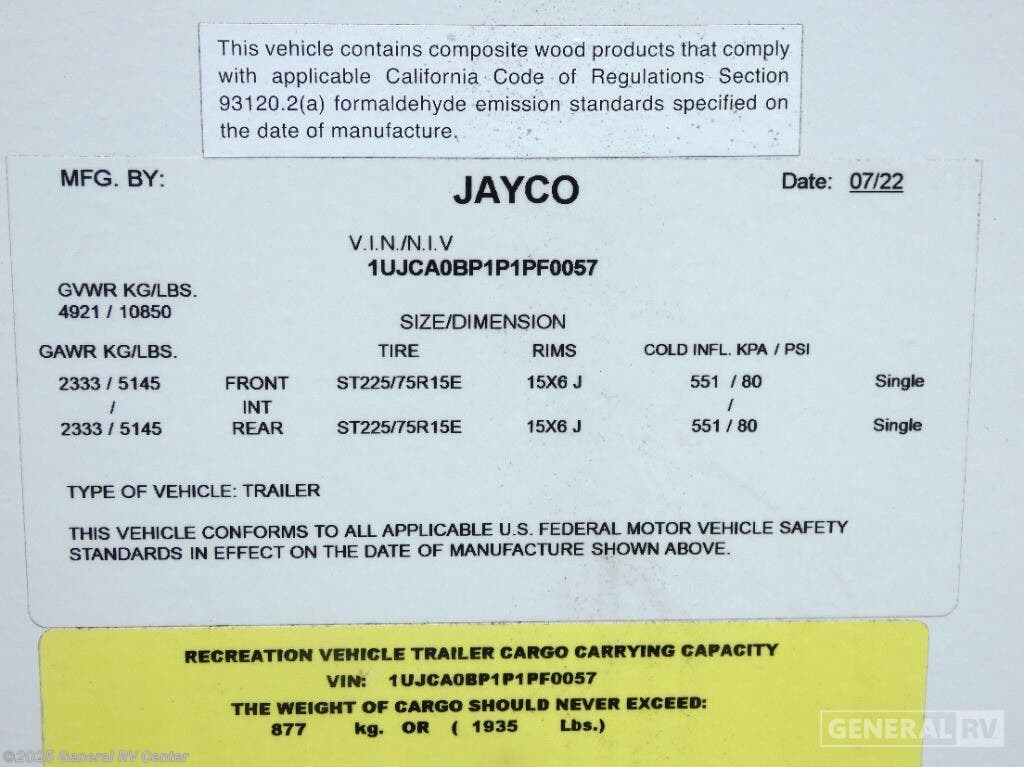 This vehicle contains composite wood products that comply
with applicable California Code of Regulations Section
93120.2(a) formaldehyde emission standards specified on
the date of manufacture.
MFG. BY: JAYCO Date: 07/22
V.I.N./N.I.V
1UJCA0BP1P1PF0057
GVWR KG/LBS.
4921 / 10850
SIZE/DIMENSION
GAWR KG/LBS. TIRE RIMS COLD INFL. KPA / PSI
2333 / 5145 FRONT ST225/75R15E 15X6 J 551 / 80 Single
/ INT /
2333 / 5145 REAR ST225/75R15E 15X6 J 551 / 80 Single
TYPE OF VEHICLE: TRAILER
THIS VEHICLE CONFORMS TO ALL APPLICABLE U.S. FEDERAL MOTOR VEHICLE SAFETY
STANDARDS IN EFFECT ON THE DATE OF MANUFACTURE SHOWN ABOVE.
RECREATION VEHICLE TRAILER CARGO CARRYING CAPACITY
VIN: 1UJCA0BP1P1PF0057
THE WEIGHT OF CARGO SHOULD NEVER EXCEED:
877 kg. OR ( 1935 Lbs.)
GENERAL RV
©2025 General RV Center